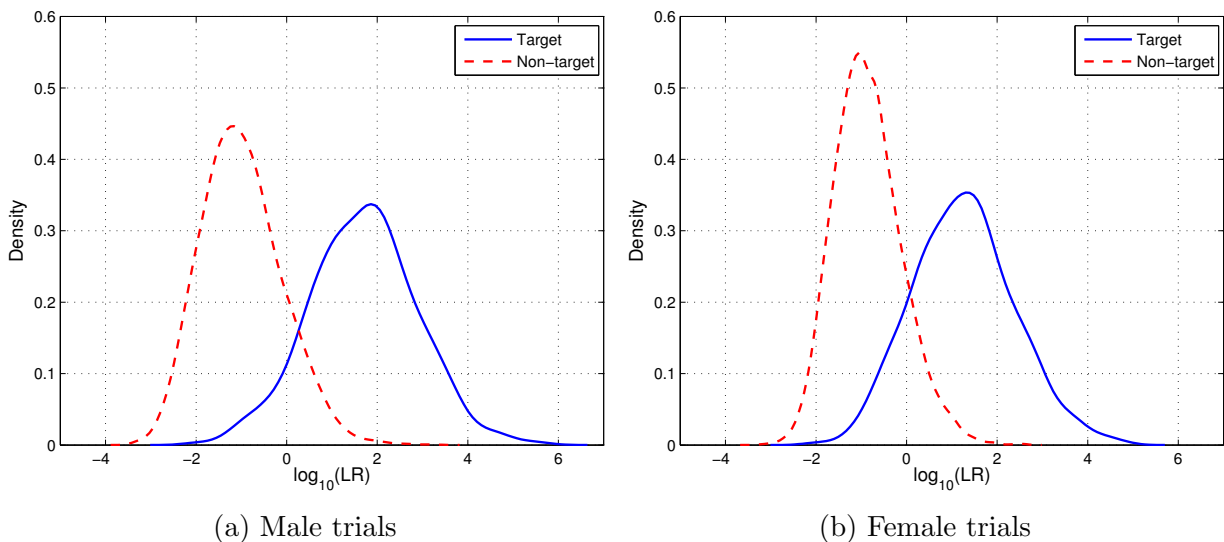 0.6
0.5
0.4
0.3
0.2
0.1
0
Density
−4
−2
0
2
4
6
log10(LR)
Target
Non−target
(a) Male trials
0.6
0.5
0.4
0.3
0.2
0.1
0
Density
−4
−2
0
2
4
6
log10(LR)
Target
Non−target
(b) Female trials